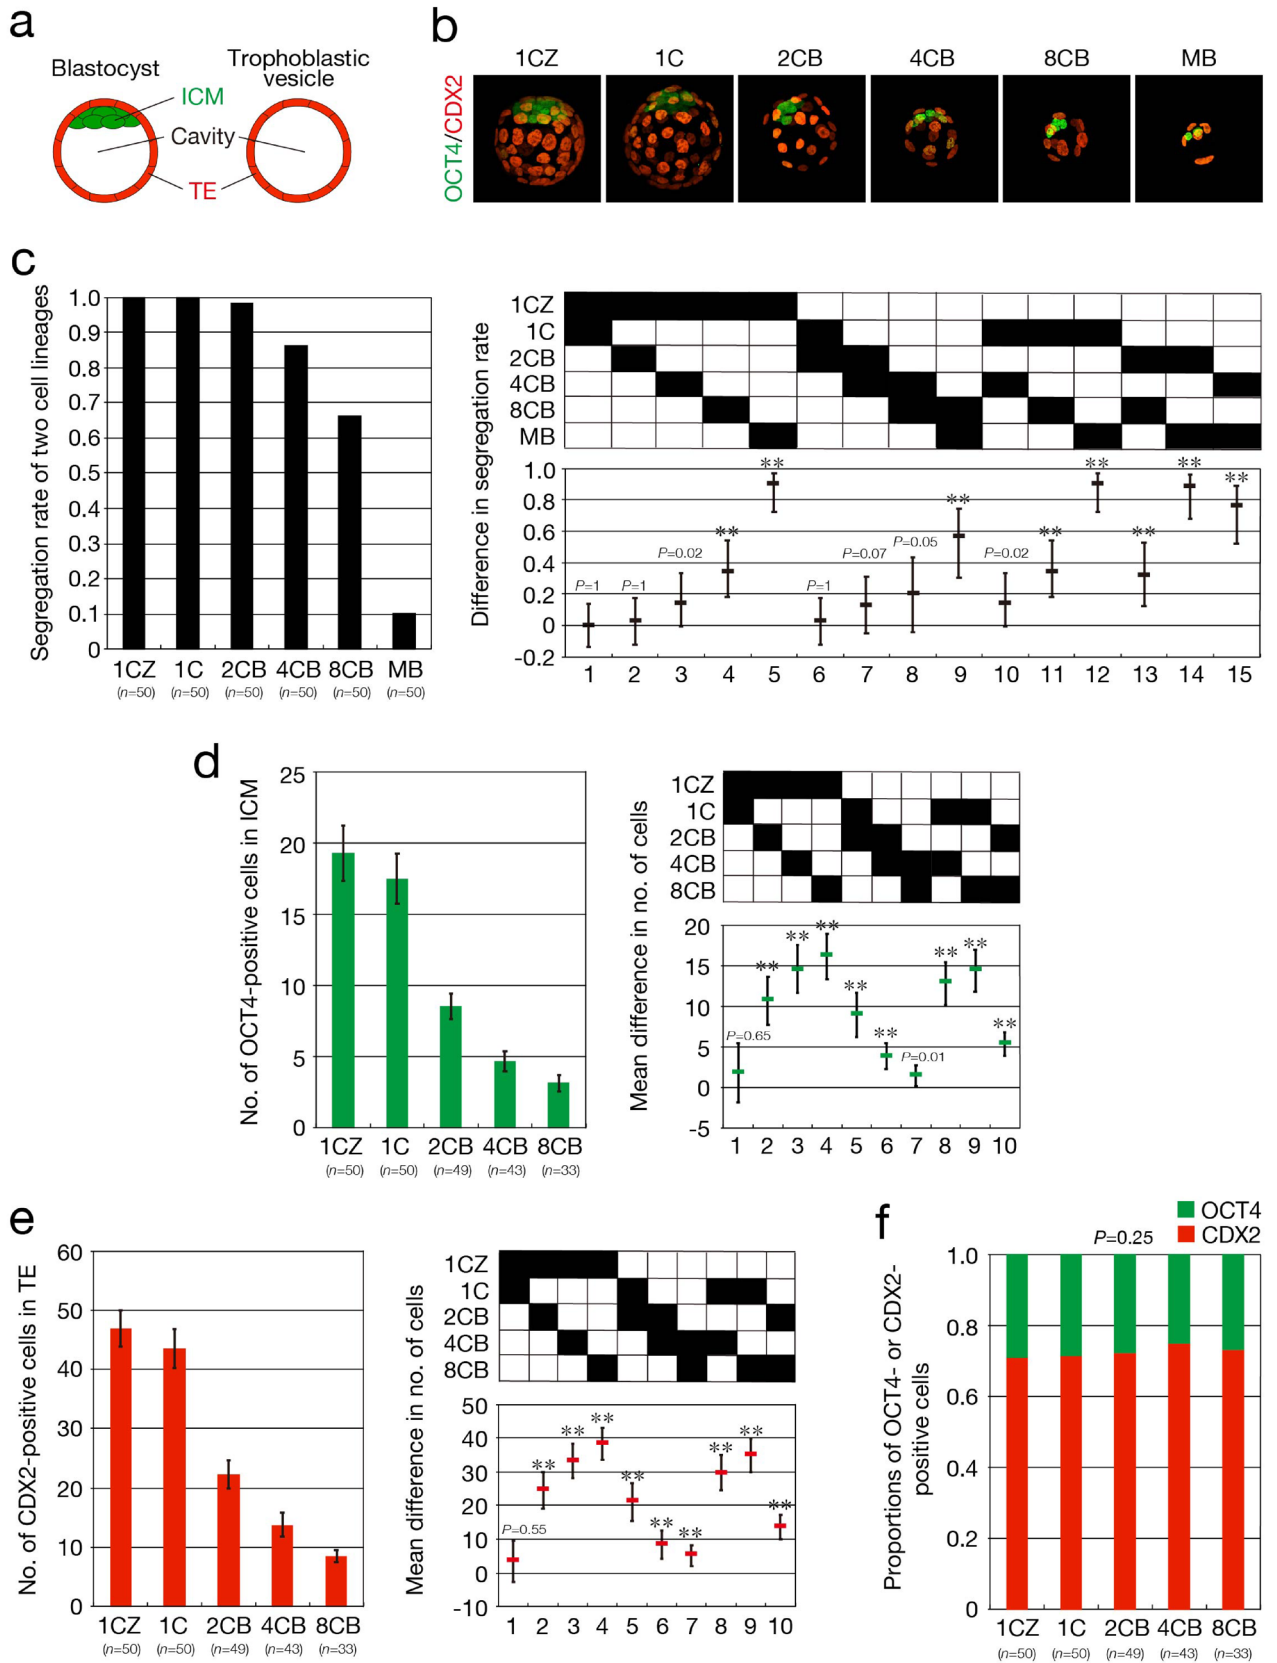 a
Blastocyst
Trophoblastic
vesicle
ICM
Cavity
TE
b
1CZ 1C 2CB 4CB 8CB MB
OCT4/CDX2
c
Segregation rate of two cell lineages
1.0
0.9
0.8
0.7
0.6
0.5
0.4
0.3
0.2
0.1
0
1CZ 1C 2CB 4CB 8CB MB
(n=50) (n=50) (n=50) (n=50) (n=50) (n=50)
1CZ
1C
2CB
4CB
8CB
MB
Difference in segregation rate
1.0
0.8
0.6
0.4
0.2
0
-0.2
P=1 P=1 P=0.02 ** ** P=1 P=0.07 P=0.05 ** P=0.02 ** ** ** ** **
1 2 3 4 5 6 7 8 9 10 11 12 13 14 15
d
No. of OCT4-positive cells in ICM
25
20
15
10
5
0
1CZ 1C 2CB 4CB 8CB
(n=50) (n=50) (n=49) (n=43) (n=33)
1CZ
1C
2CB
4CB
8CB
Mean difference in no. of cells
20
15
10
5
0
-5
P=0.65 ** ** ** ** ** P=0.01 ** ** **
1 2 3 4 5 6 7 8 9 10
e
No. of CDX2-positive cells in TE
60
50
40
30
20
10
0
1CZ 1C 2CB 4CB 8CB
(n=50) (n=50) (n=49) (n=43) (n=33)
1CZ
1C
2CB
4CB
8CB
Mean difference in no. of cells
50
40
30
20
10
0
-10
P=0.55 ** ** ** ** ** ** ** ** **
1 2 3 4 5 6 7 8 9 10
f
OCT4
CDX2
P=0.25
Proportions of OCT4- or CDX2-
positive cells
1.0
0.8
0.6
0.4
0.2
0
1CZ 1C 2CB 4CB 8CB
(n=50) (n=50) (n=49) (n=43) (n=33)